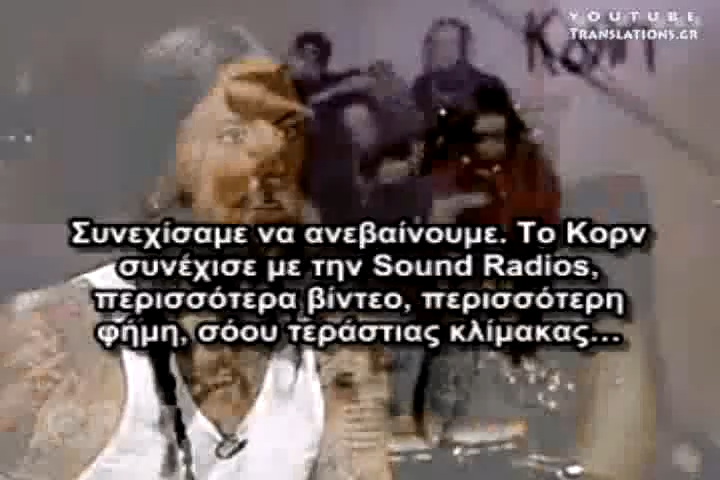 YOUTUBE
TRANSLATIONS.GR
Korn
Συνεχίσαμε να ανεβαίνουμε. Το Κορν
συνέχισε με την Sound Radios,
περισσότερα βίντεο, περισσότερη
φήμη, σόου τεράστιας κλίμακας...